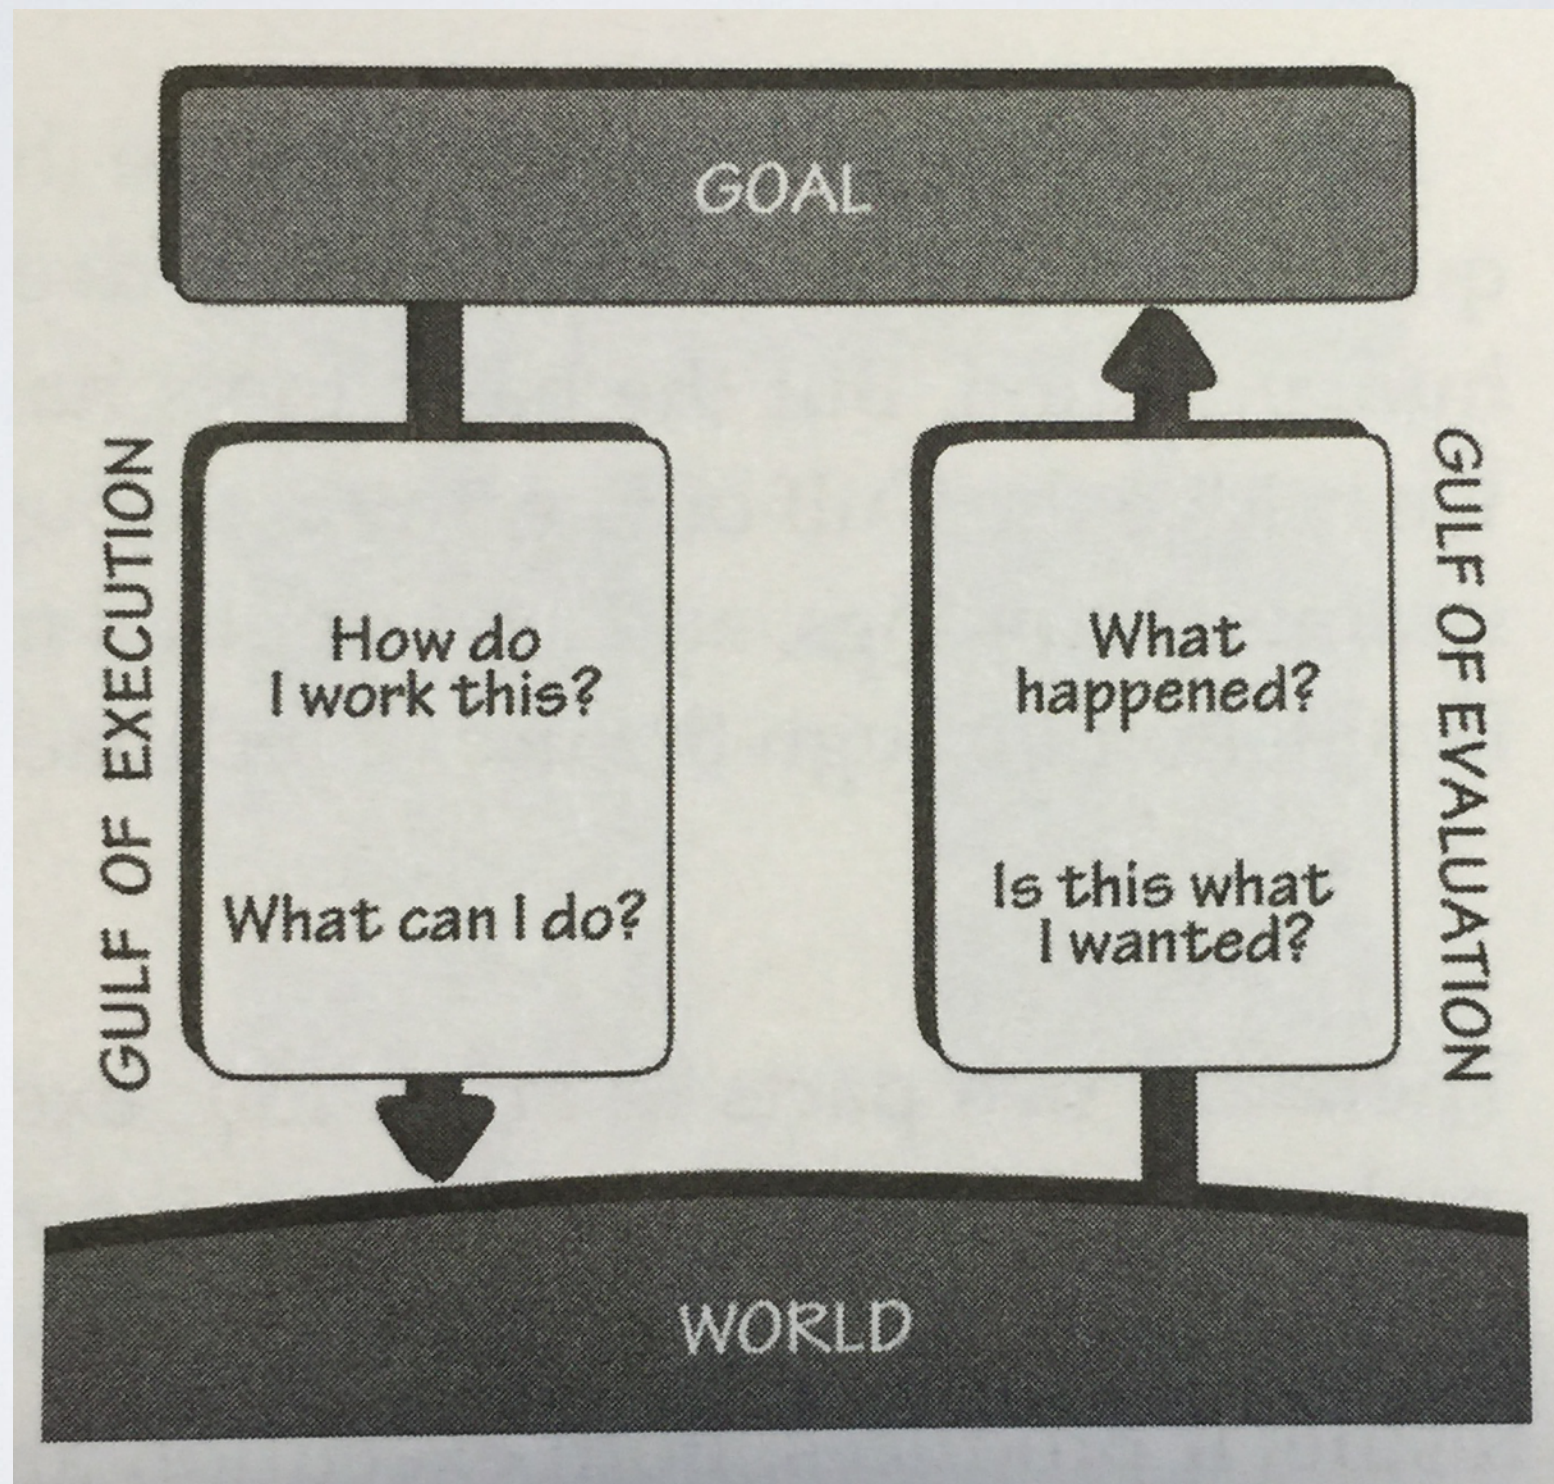 GOAL
GULF OF EXECUTION
How do
I work this?
What can I do?
What
happened?
Is this what
I wanted?
GULF OF EVALUATION
WORLD